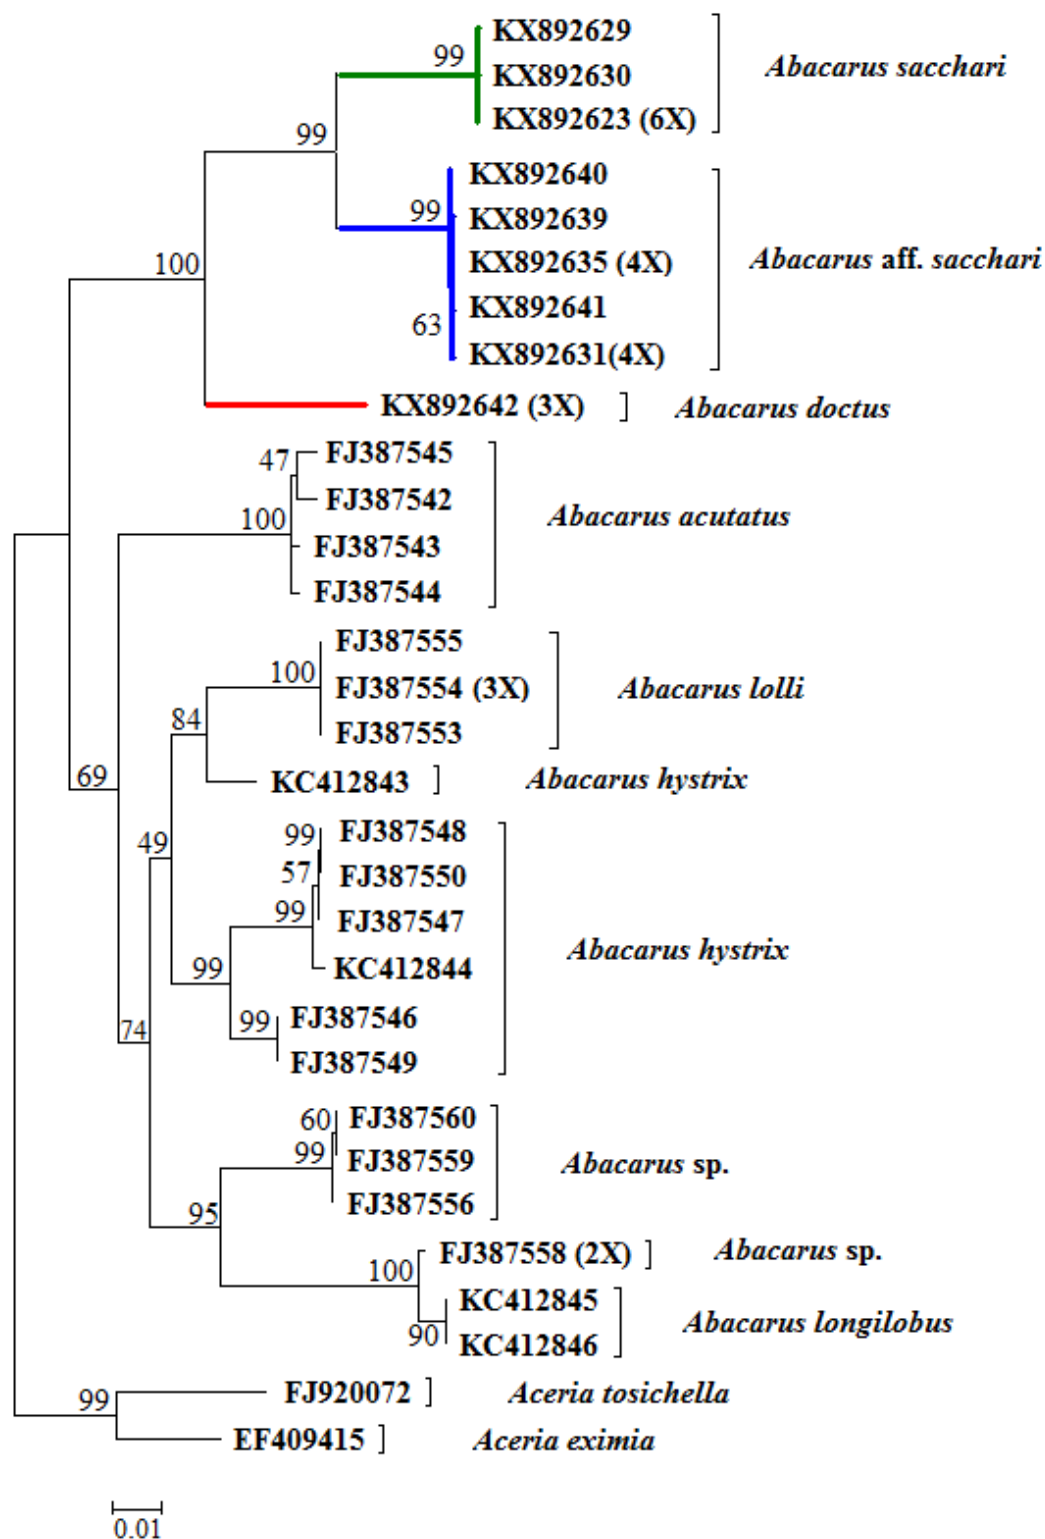 KX892629
99
KX892630
Abacarus sacchari
KX892623 (6X)
99
KX892640
99
KX892639
KX892635 (4X)
Abacarus aff. sacchari
100
KX892641
63
KX892631(4X)
KX892642 (3X)
Abacarus doctus
47
FJ387545
FJ387542
100
Abacarus acutatus
FJ387543
FJ387544
FJ387555
100
FJ387554 (3X)
Abacarus lolli
84
FJ387553
69
KC412843
Abacarus hystrix
99
FJ387548
49
57
FJ387550
99
FJ387547
Abacarus hystrix
99
KC412844
99
FJ387546
74
FJ387549
60
FJ387560
99
FJ387559
Abacarus sp.
FJ387556
95
FJ387558 (2X)
Abacarus sp.
100
KC412845
Abacarus longilobus
90
KC412846
99
FJ920072
Aceria tosichella
EF409415
Aceria eximia
0.01